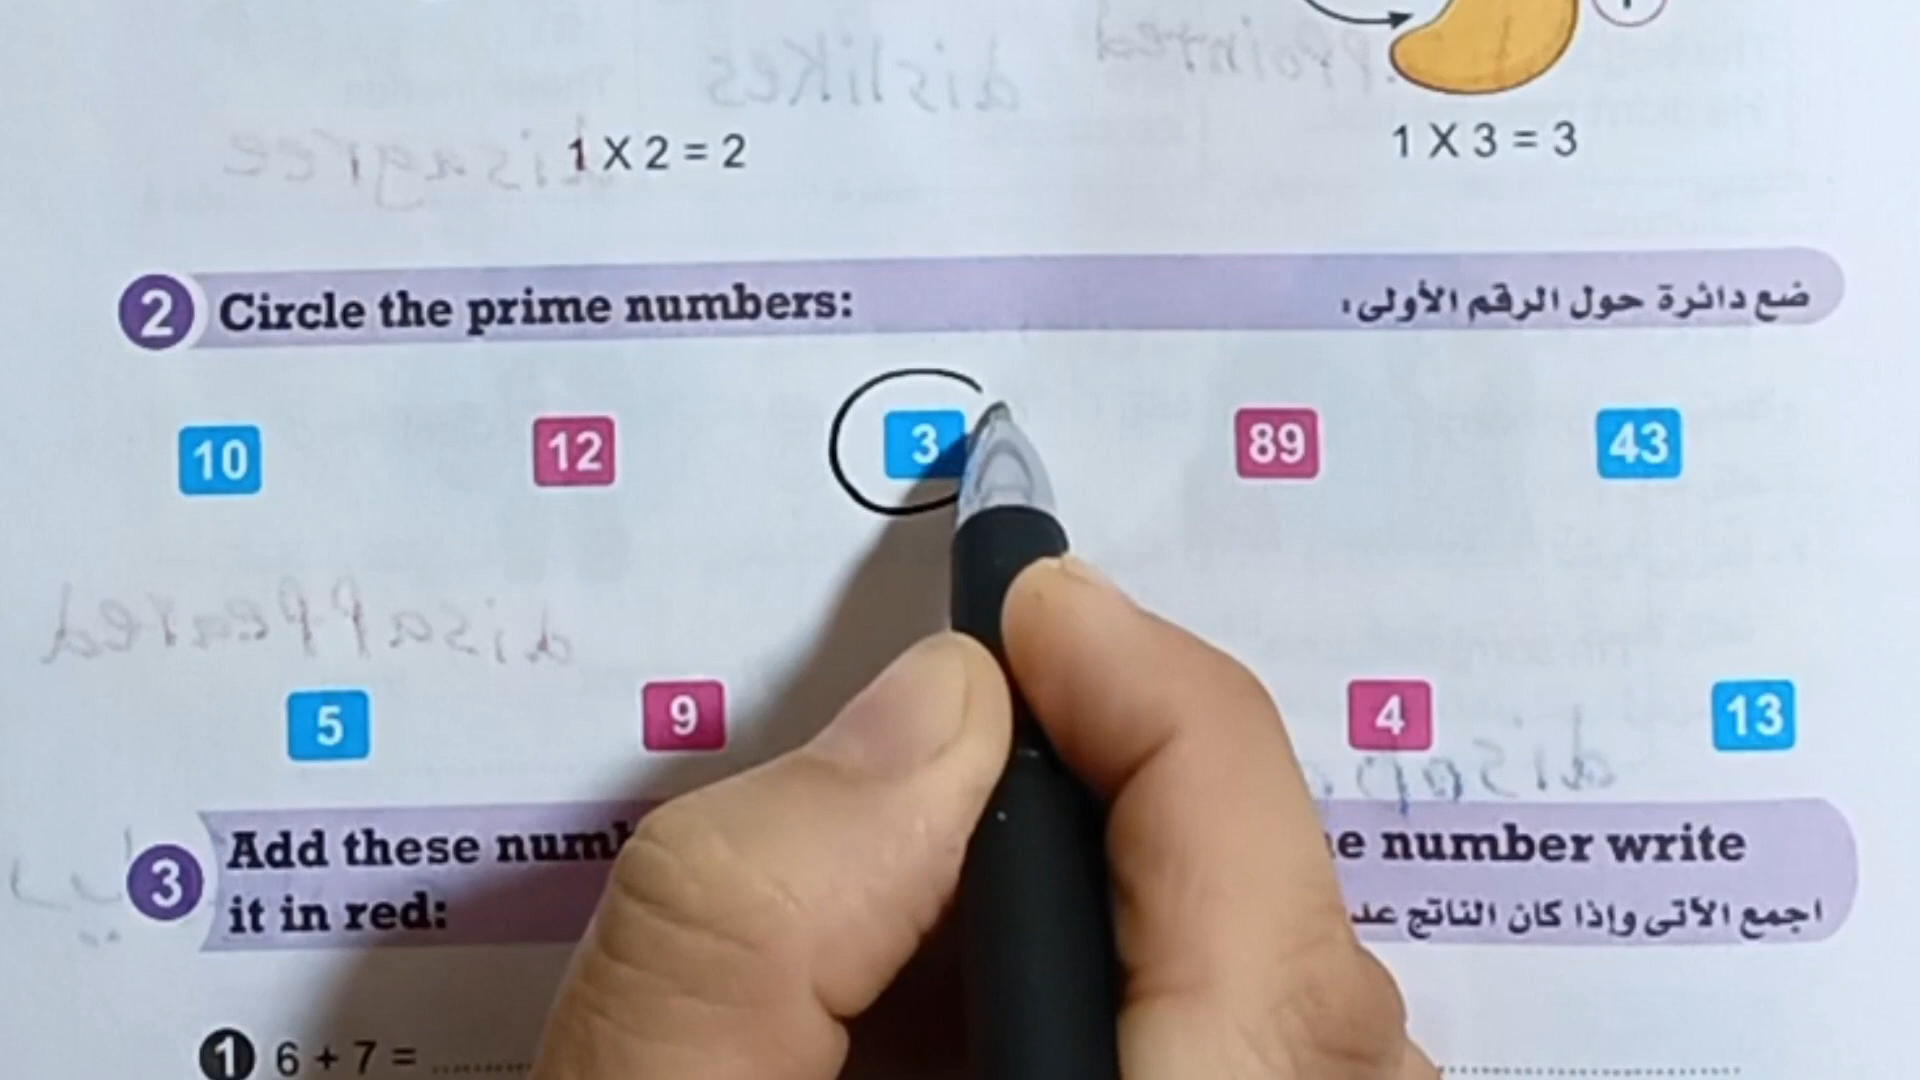 1 X 2 = 2
1 X 3 = 3
2 Circle the prime numbers:
ضع دائرة حول الرقم الأولى:
10 12 3 89 43
5 9 4 13
3 Add these
number write
it in red:
اجمع الآتى وإذا كان الناتج
1 6 + 7 =